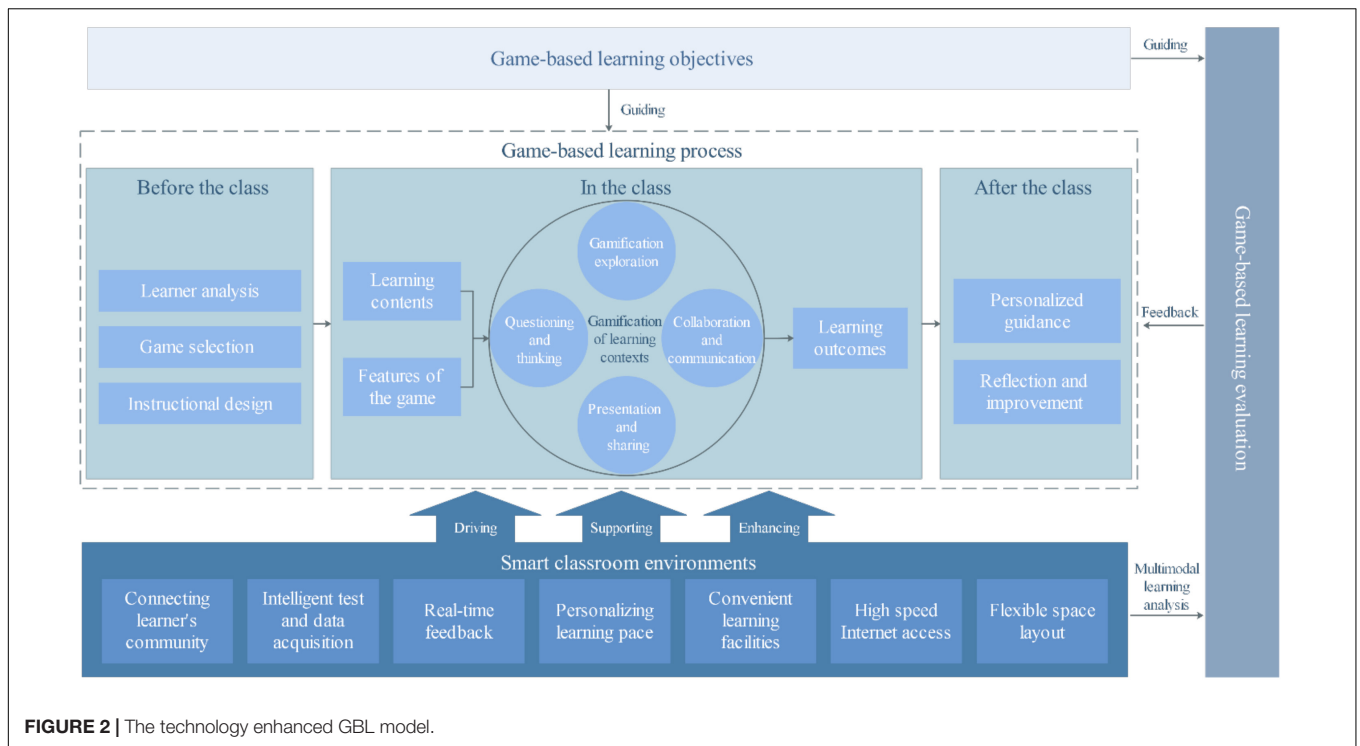 Game-based learning objectives
Guiding
Guiding
Game-based learning process
Before the class
Learner analysis
Game selection
Instructional design
In the class
Learning
contents
Features of
the game
Gamification
exploration
Questioning
and
thinking
Gamification
of learning
contexts
Collaboration
and
communication
Presentation
and
sharing
Learning
outcomes
After the class
Personalized
guidance
Reflection and
improvement
Feedback
Game-based learning evaluation
Driving
Supporting
Enhancing
Smart classroom environments
Connecting
learner's
community
Intelligent test
and data
acquisition
Real-time
feedback
Personalizing
learning pace
Convenient
learning
facilities
High speed
Internet access
Flexible space
layout
Multimodal
learning
analysis
FIGURE 2 | The technology enhanced GBL model.